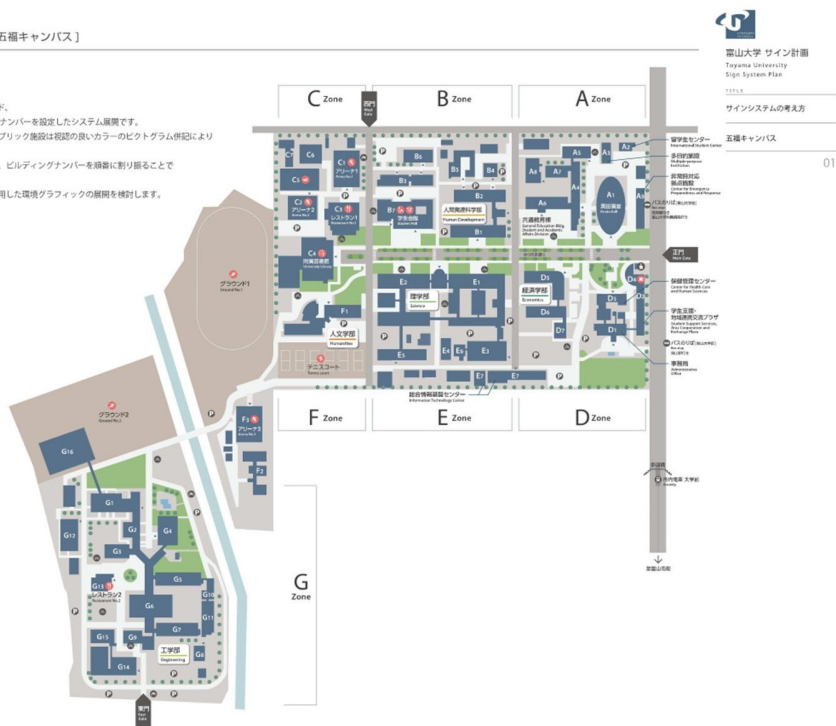 五福キャンパス ]
ド、
ナンバーを設定したシステム展開です。
ブリック施設は視認の良いカラーのピクトグラム併記により
、ビルディングナンバーを順番に割り振ることで
用した環境グラフィックの展開を検討します。
富山大学 サイン計画
Toyama University
Sign System Plan
TITLE
サインシステムの考え方
五福キャンパス
01
C Zone
B Zone
A Zone
西門
West Gate
C7
C6
C1
アリーナ1
C5
C2
アリーナ2
C3
レストラン1
C4
附属図書館
B6
B5
B4
B3
B2
B7
学生会館
人間発達科学部
Human Development
B1
A5
A3
A2
A8
A7
A4
A6
A1
黒田講堂
共通教育棟
留学生センター
International Student Center
多目的施設
非常時対応
拠点施設
バスのりば
正門
Main Gate
グラウンド1
Ground No.1
F1
人文学部
Humanities
テニスコート
Tennis court
E2
E1
理学部
Science
E5
E4
E6
E3
E7
E7
総合情報基盤センター
Information Technology Center
D5
経済学部
Economics
D6
D7
D4
D3
D2
D1
保健管理センター
学生支援・
地域連携交流プラザ
バスのりば
事務局
Administrative
Office
F Zone
E Zone
D Zone
グラウンド2
Ground No.2
F3
アリーナ3
F2
市内電車 大学前
G
Zone
G16
G1
G12
G2
G4
G3
G5
G13
レストラン2
G10
G6
G11
G7
G15
G9
G8
G14
工学部
Engineering
東門
East Gate